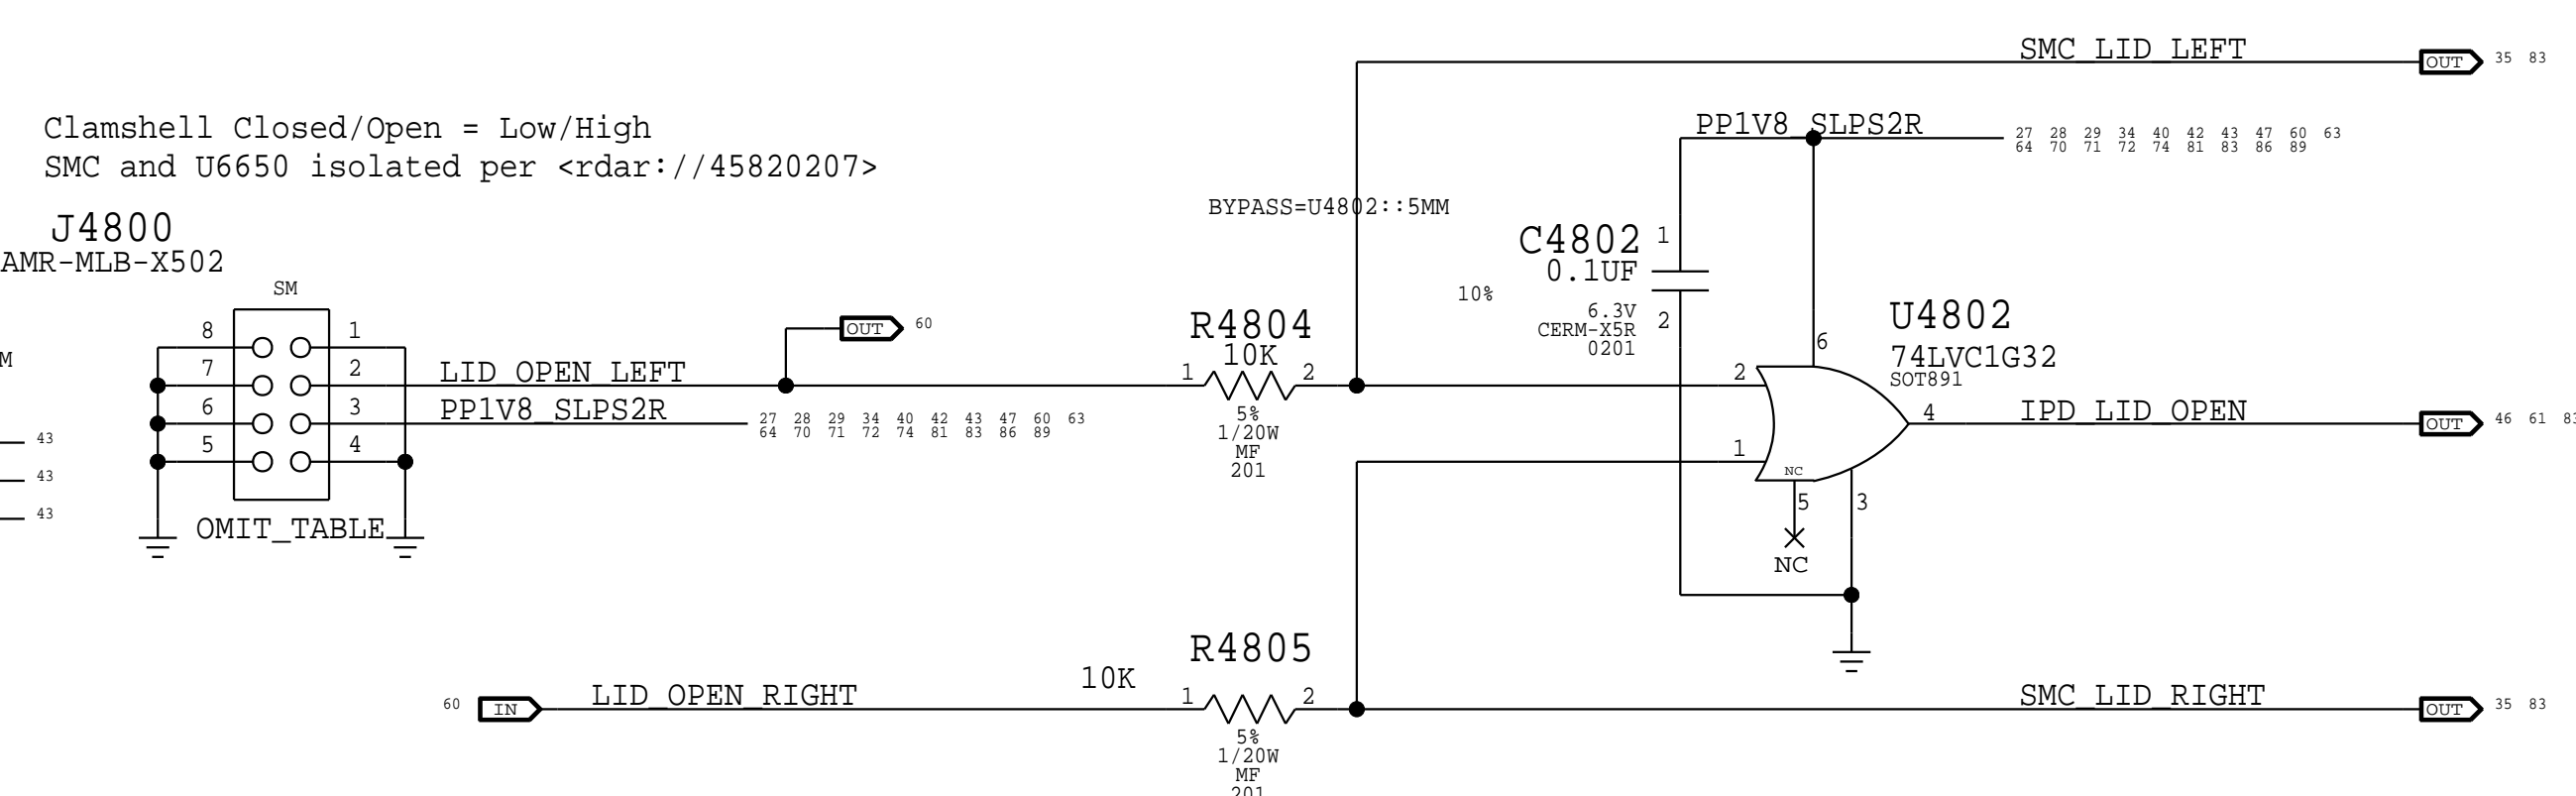 SMC_LID_LEFT
OUT
35 83
Clamshell Closed/Open = Low/High
SMC and U6650 isolated per <rdar://45820207>
PP1V8_SLPS2R
27 28 29 34 40 42 43 47 60 63
64 70 71 72 74 81 83 86 89
J4800
AMR-MLB-X502
SM
BYPASS=U4802::5MM
C4802
0.1UF
10%
6.3V
CERM-X5R
0201
1
2
8
7
6
5
1
2
3
4
M
43
43
43
OMIT_TABLE
LID_OPEN_LEFT
OUT
60
PP1V8_SLPS2R
27 28 29 34 40 42 43 47 60 63
64 70 71 72 74 81 83 86 89
R4804
10K
1
2
5%
1/20W
MF
201
U4802
74LVC1G32
SOT891
6
2
1
4
NC
5
3
NC
IPD_LID_OPEN
OUT
46 61 83
R4805
10K
60
IN
LID_OPEN_RIGHT
1
2
5%
1/20W
MF
201
SMC_LID_RIGHT
OUT
35 83